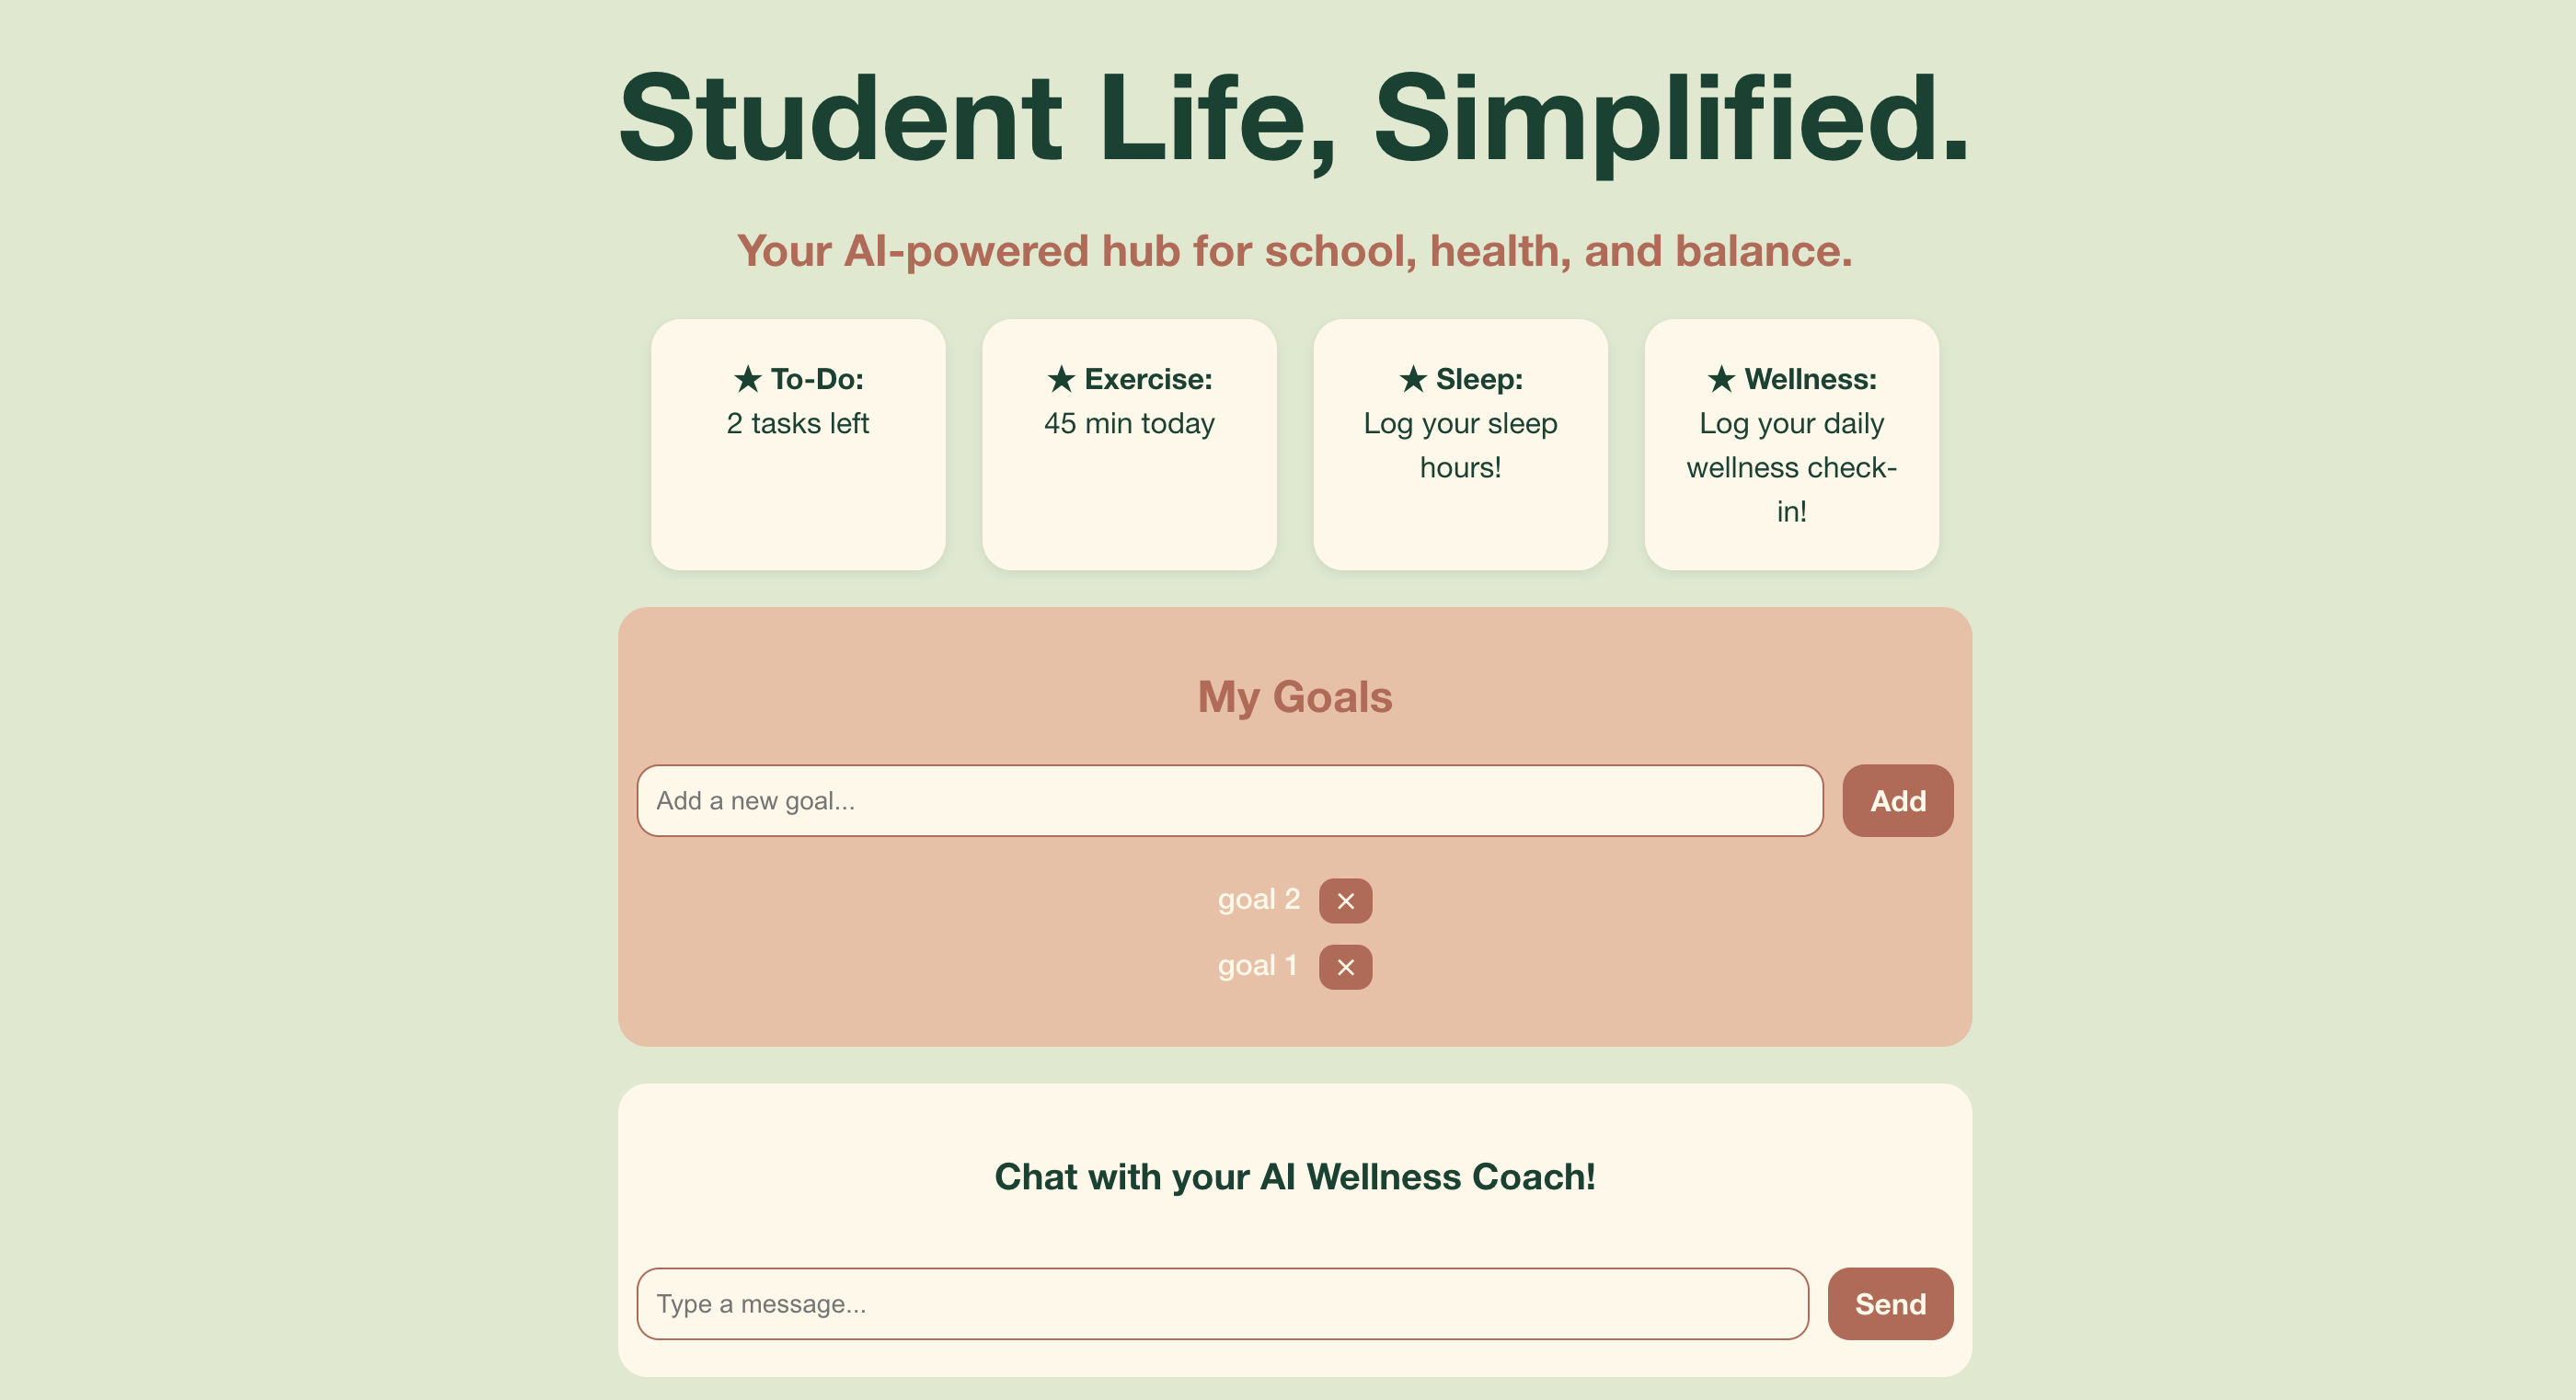 Student Life, Simplified.
Your AI-powered hub for school, health, and balance.
★ To-Do:
2 tasks left
★ Exercise:
45 min today
★ Sleep:
Log your sleep
hours!
★ Wellness:
Log your daily
wellness check-
in!
My Goals
Add a new goal...
Add
goal 2 ×
goal 1 ×
Chat with your AI Wellness Coach!
Type a message...
Send